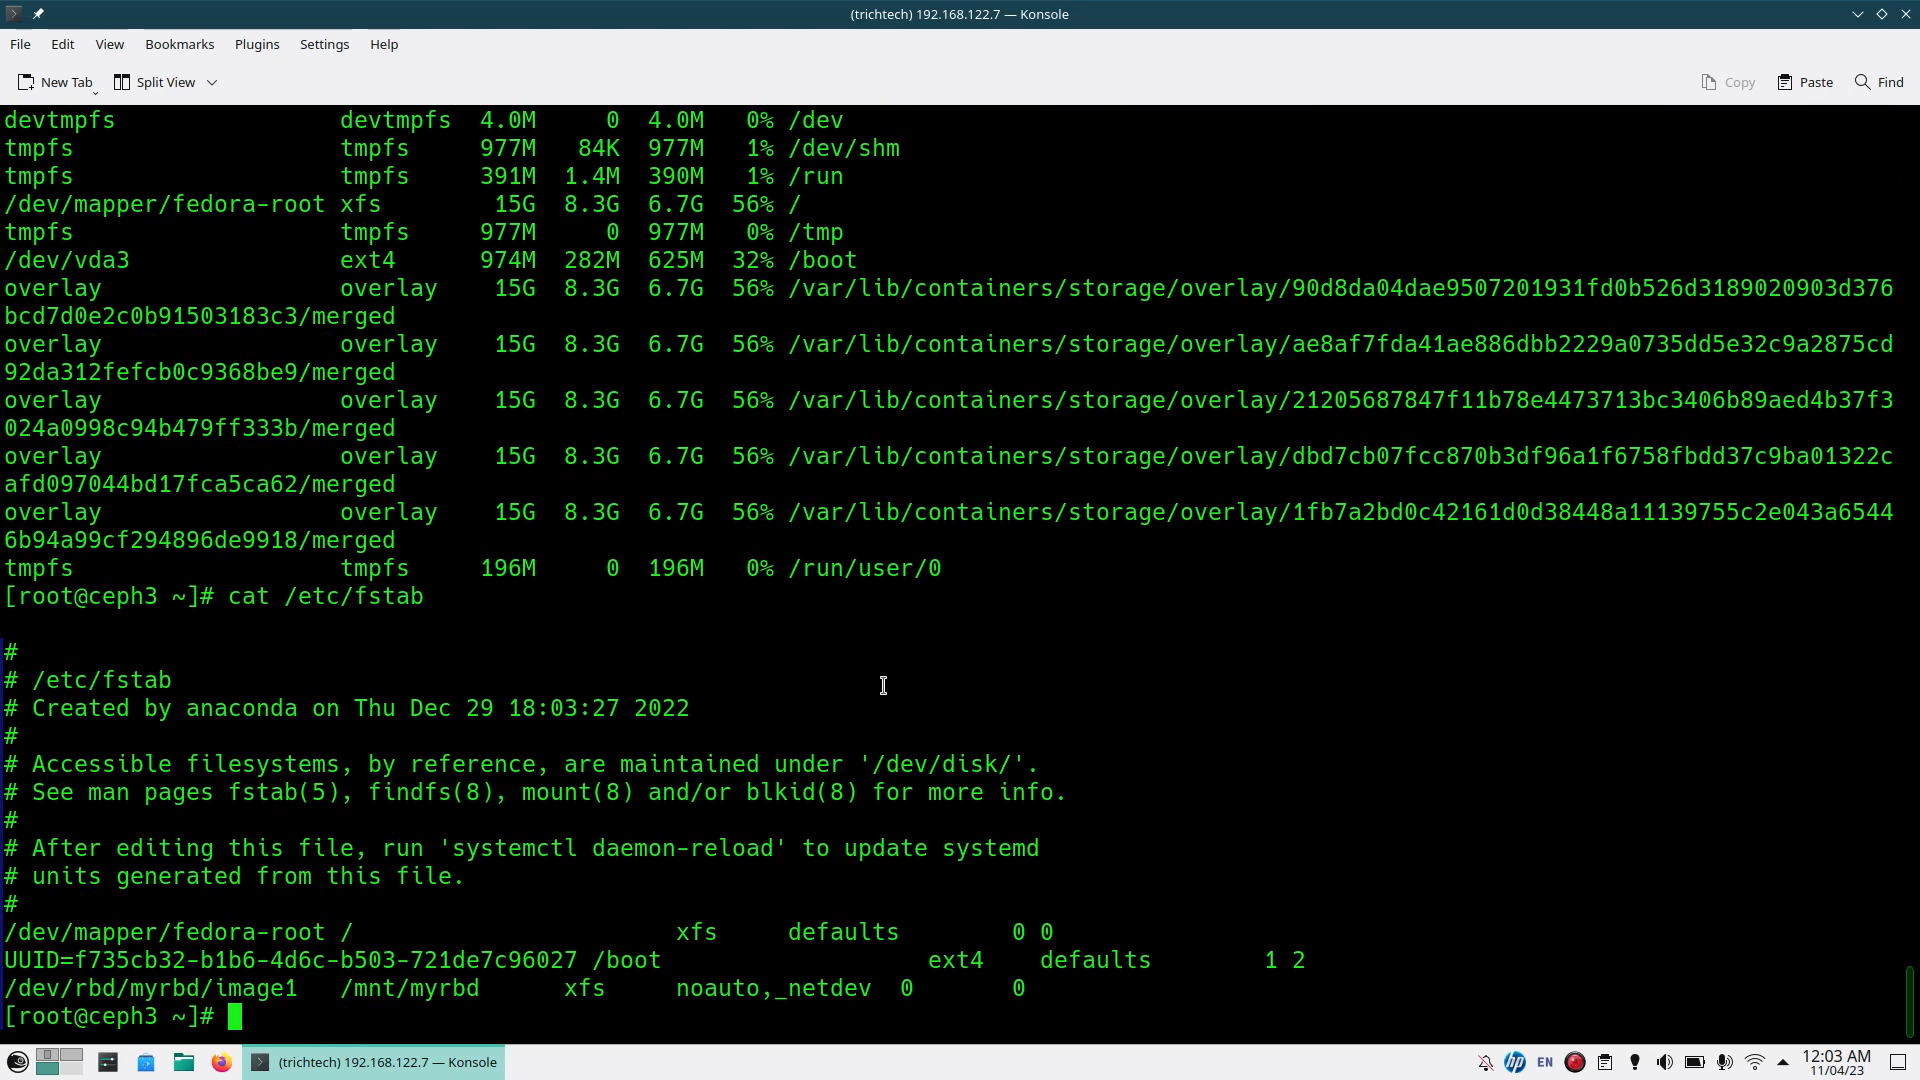 (trichtech) 192.168.122.7 — Konsole
File Edit View Bookmarks Plugins Settings Help
New Tab Split View Copy Paste Find
devtmpfs devtmpfs 4.0M 0 4.0M 0% /dev
tmpfs tmpfs 977M 84K 977M 1% /dev/shm
tmpfs tmpfs 391M 1.4M 390M 1% /run
/dev/mapper/fedora-root xfs 15G 8.3G 6.7G 56% /
tmpfs tmpfs 977M 0 977M 0% /tmp
/dev/vda3 ext4 974M 282M 625M 32% /boot
overlay overlay 15G 8.3G 6.7G 56% /var/lib/containers/storage/overlay/90d8da04dae9507201931fd0b526d3189020903d376
bcd7d0e2c0b91503183c3/merged
overlay overlay 15G 8.3G 6.7G 56% /var/lib/containers/storage/overlay/ae8af7fda41ae886dbb2229a0735dd5e32c9a2875cd
92da312fefcb0c9368be9/merged
overlay overlay 15G 8.3G 6.7G 56% /var/lib/containers/storage/overlay/21205687847f11b78e4473713bc3406b89aed4b37f3
024a0998c94b479ff333b/merged
overlay overlay 15G 8.3G 6.7G 56% /var/lib/containers/storage/overlay/dbd7cb07fcc870b3df96a1f6758fbdd37c9ba01322c
afd097044bd17fca5ca62/merged
overlay overlay 15G 8.3G 6.7G 56% /var/lib/containers/storage/overlay/1fb7a2bd0c42161d0d38448a11139755c2e043a6544
6b94a99cf294896de9918/merged
tmpfs tmpfs 196M 0 196M 0% /run/user/0
[root@ceph3 ~]# cat /etc/fstab
#
# /etc/fstab
# Created by anaconda on Thu Dec 29 18:03:27 2022
#
# Accessible filesystems, by reference, are maintained under '/dev/disk/'.
# See man pages fstab(5), findfs(8), mount(8) and/or blkid(8) for more info.
#
# After editing this file, run 'systemctl daemon-reload' to update systemd
# units generated from this file.
#
/dev/mapper/fedora-root / xfs defaults 0 0
UUID=f735cb32-b1b6-4d6c-b503-721de7c96027 /boot ext4 defaults 1 2
/dev/rbd/myrbd/image1 /mnt/myrbd xfs noauto,_netdev 0 0
[root@ceph3 ~]#
(trichtech) 192.168.122.7 — Konsole hp EN 12:03 AM
11/04/23